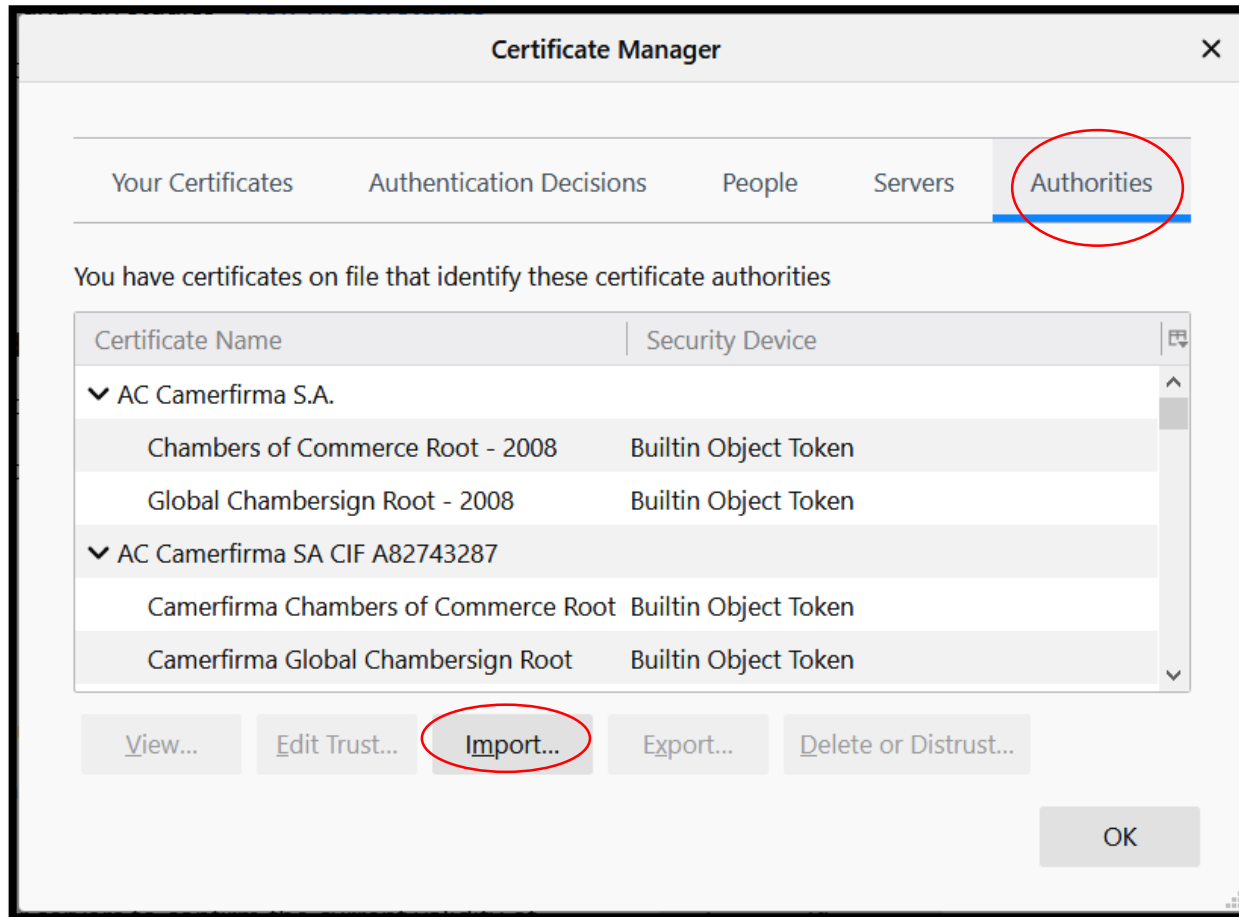 Certificate Manager
Your Certificates Authentication Decisions People Servers Authorities
You have certificates on file that identify these certificate authorities
Certificate Name Security Device
AC Camerfirma S.A.
Chambers of Commerce Root - 2008 Builtin Object Token
Global Chambersign Root - 2008 Builtin Object Token
AC Camerfirma SA CIF A82743287
Camerfirma Chambers of Commerce Root Builtin Object Token
Camerfirma Global Chambersign Root Builtin Object Token
View... Edit Trust... Import... Export... Delete or Distrust...
OK